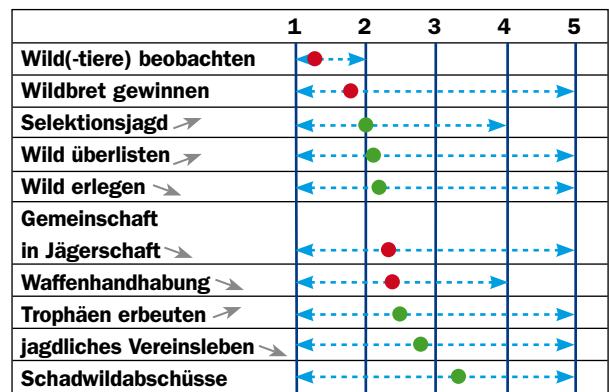 1 2 3 4 5
Wild(-tiere) beobachten
Wildbret gewinnen
Selektionsjagd
Wild überlisten
Wild erlegen
Gemeinschaft
in Jägerschaft
Waffenhandhabung
Trophäen erbeuten
jagdliches Vereinsleben
Schadwildabschüsse